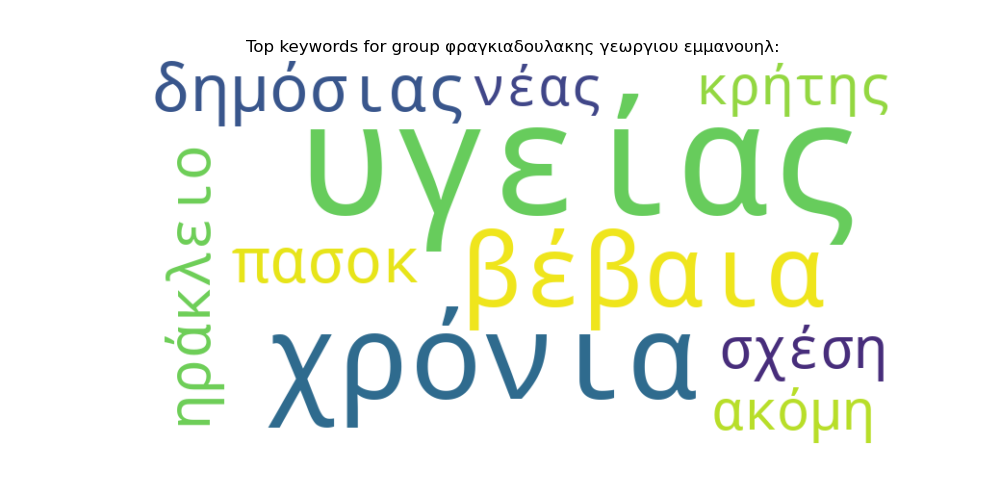 Top keywords for group φραγκιαδουλακης γεωργιου εμμανουηλ:
δημόσιας
νέας
κρήτης
υγείας
ηράκλειο
πασοκ
βέβαια
χρόνια
σχέση
ακόμη